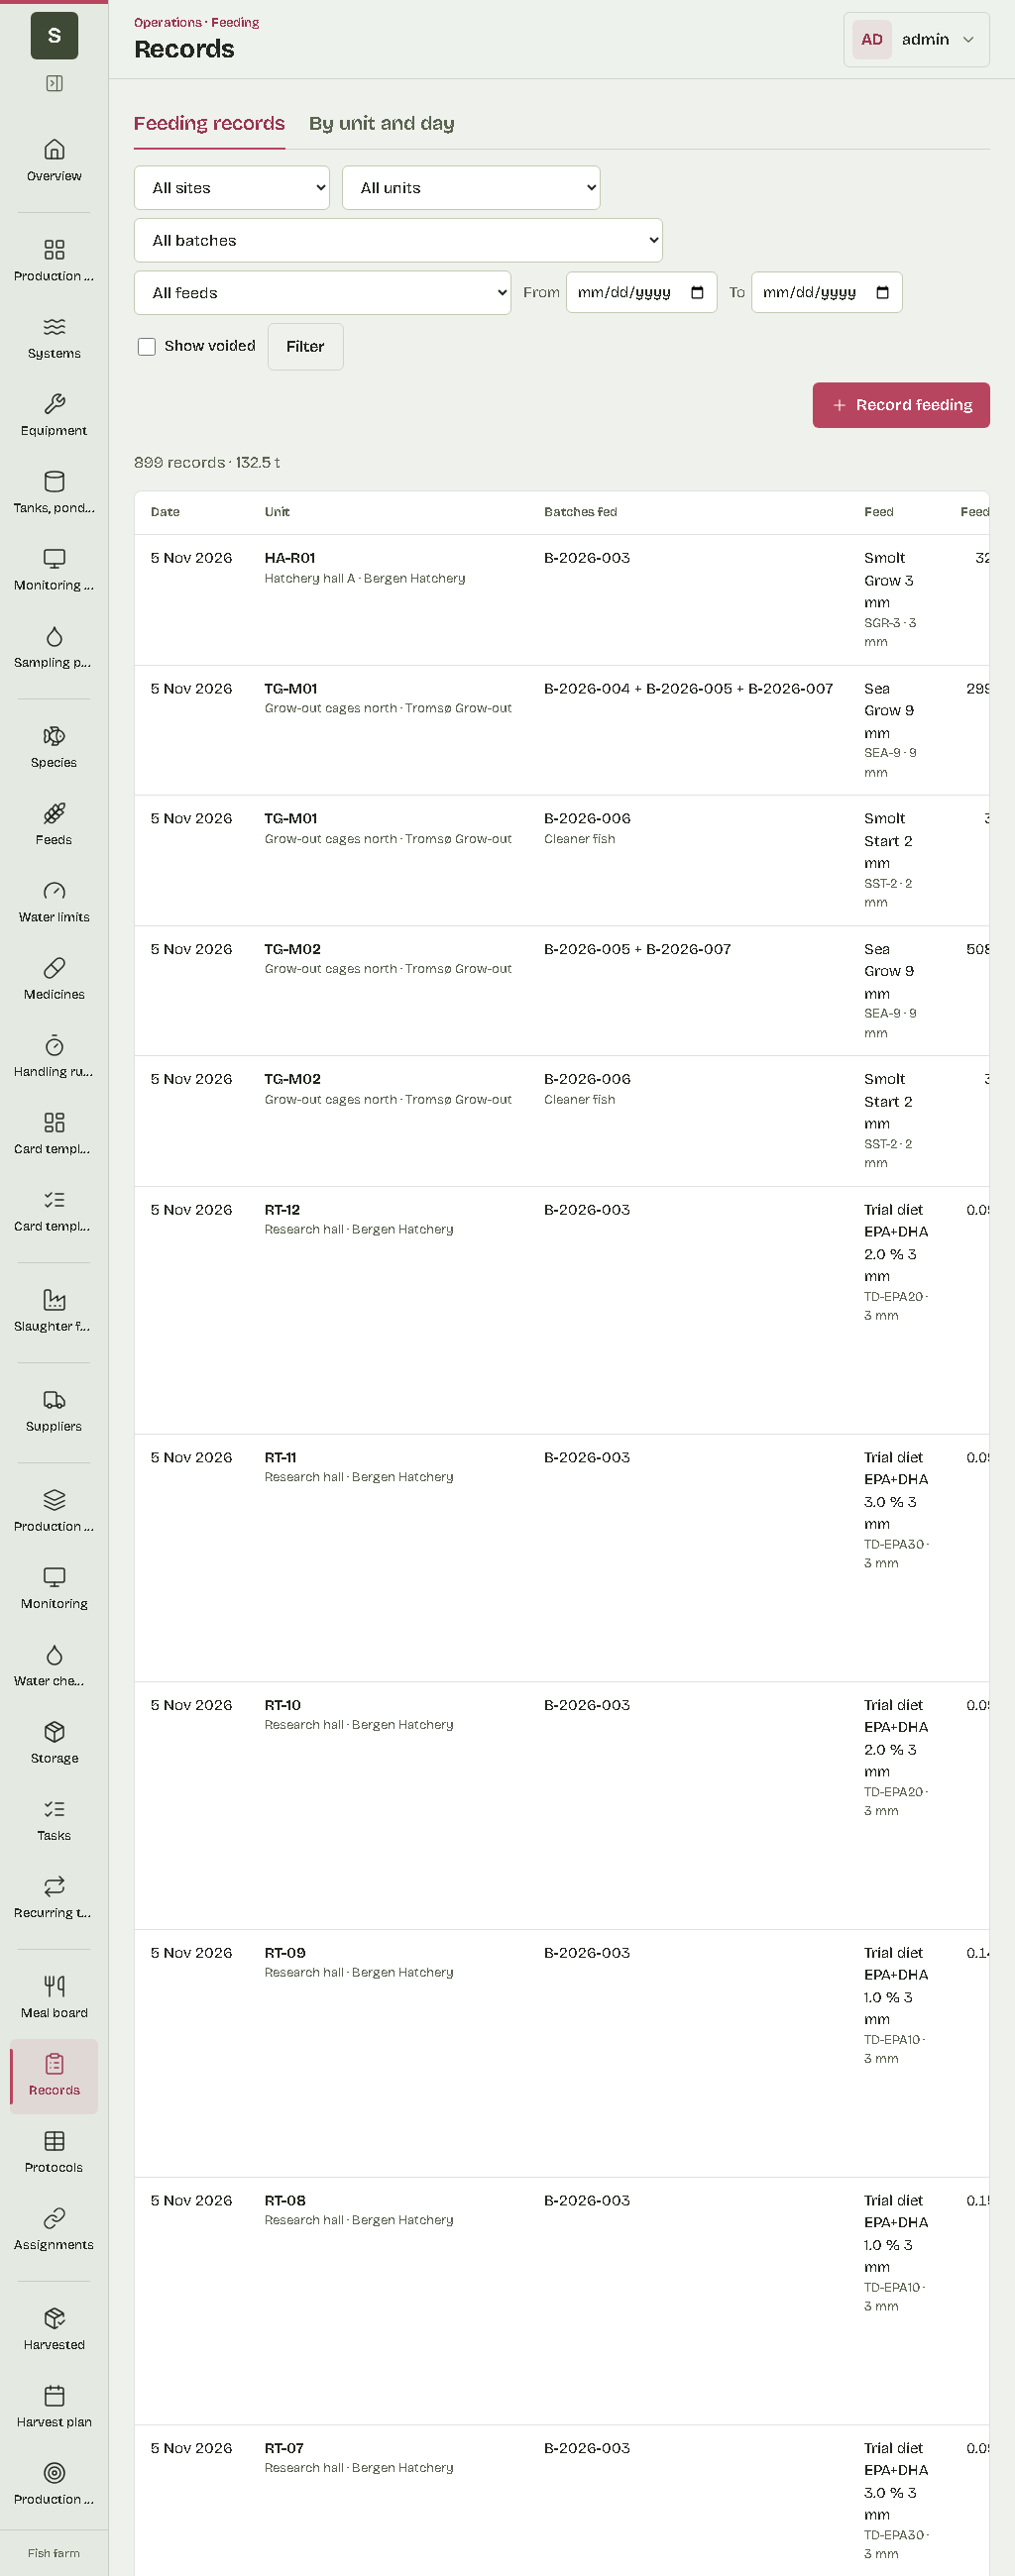 S
Operations · Feeding
Records
AD admin
Overview
Production ...
Systems
Equipment
Tanks, pond...
Monitoring ...
Sampling p...
Species
Feeds
Water limits
Medicines
Handling ru...
Card templ...
Card templ...
Slaughter f...
Suppliers
Production ...
Monitoring
Water che...
Storage
Tasks
Recurring t...
Meal board
Records
Protocols
Assignments
Harvested
Harvest plan
Production ...
Fish farm
Feeding records By unit and day
All sites All units
All batches
All feeds From mm/dd/yyyy To mm/dd/yyyy
Show voided Filter
+ Record feeding
899 records · 132.5 t
Date Unit Batches fed Feed Feed
5 Nov 2026 HA-R01 B-2026-003 Smolt 32
Hatchery hall A · Bergen Hatchery Grow 3
mm
SGR-3 · 3
mm
5 Nov 2026 TG-M01 B-2026-004 + B-2026-005 + B-2026-007 Sea 299
Grow-out cages north · Tromsø Grow-out Grow 9
mm
SEA-9 · 9
mm
5 Nov 2026 TG-M01 B-2026-006 Smolt
Grow-out cages north · Tromsø Grow-out Cleaner fish Start 2
mm
SST-2 · 2
mm
5 Nov 2026 TG-M02 B-2026-005 + B-2026-007 Sea 508
Grow-out cages north · Tromsø Grow-out Grow 9
mm
SEA-9 · 9
mm
5 Nov 2026 TG-M02 B-2026-006 Smolt
Grow-out cages north · Tromsø Grow-out Cleaner fish Start 2
mm
SST-2 · 2
mm
5 Nov 2026 RT-12 B-2026-003 Trial diet
Research hall · Bergen Hatchery EPA+DHA
2.0 % 3
mm
TD-EPA20 ·
3 mm
5 Nov 2026 RT-11 B-2026-003 Trial diet
Research hall · Bergen Hatchery EPA+DHA
3.0 % 3
mm
TD-EPA30 ·
3 mm
5 Nov 2026 RT-10 B-2026-003 Trial diet
Research hall · Bergen Hatchery EPA+DHA
2.0 % 3
mm
TD-EPA20 ·
3 mm
5 Nov 2026 RT-09 B-2026-003 Trial diet
Research hall · Bergen Hatchery EPA+DHA
1.0 % 3
mm
TD-EPA10 ·
3 mm
5 Nov 2026 RT-08 B-2026-003 Trial diet
Research hall · Bergen Hatchery EPA+DHA
1.0 % 3
mm
TD-EPA10 ·
3 mm
5 Nov 2026 RT-07 B-2026-003 Trial diet
Research hall · Bergen Hatchery EPA+DHA
3.0 % 3
mm
TD-EPA30 ·
3 mm